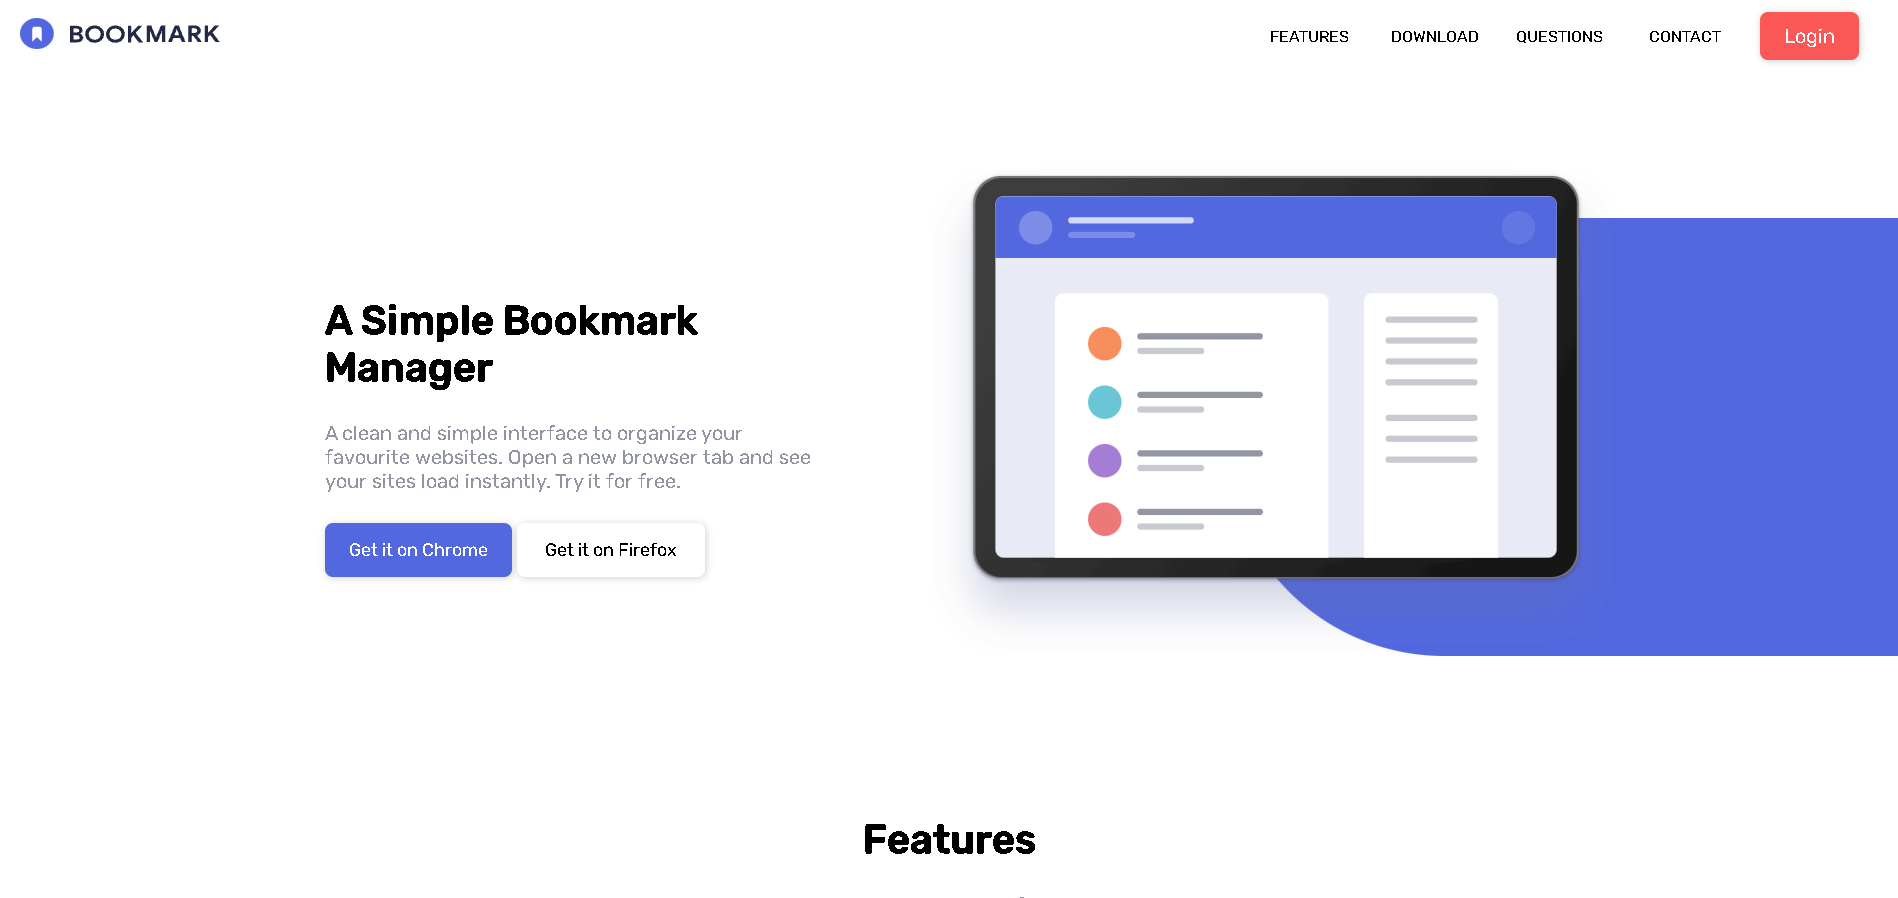 BOOKMARK
FEATURES DOWNLOAD QUESTIONS CONTACT Login
A Simple Bookmark
Manager
A clean and simple interface to organize your
favourite websites. Open a new browser tab and see
your sites load instantly. Try it for free.
Get it on Chrome Get it on Firefox
Features